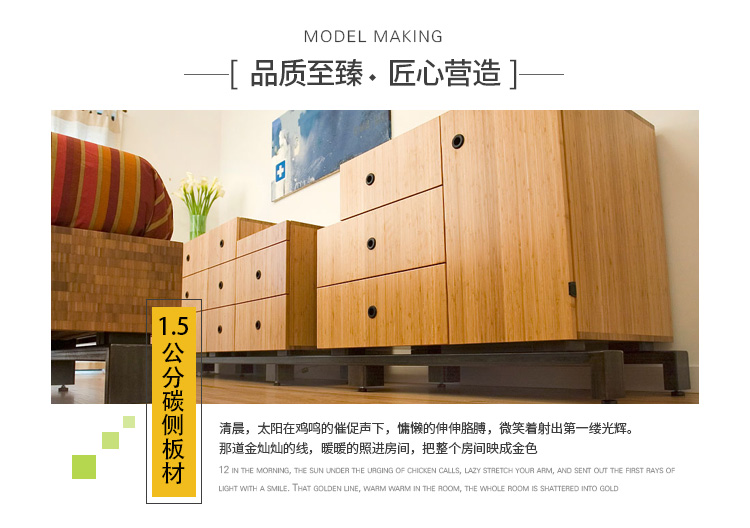 MODEL MAKING
[ 品质至臻 · 匠心营造 ]
1.5
公分碳侧板材
清晨，太阳在鸡鸣的催促声下，慵懒的伸伸胳膊，微笑着射出第一缕光辉。
那道金灿灿的线，暖暖的照进房间，把整个房间映成金色
12 IN THE MORNING, THE SUN UNDER THE URGING OF CHICKEN CALLS, LAZY STRETCH YOUR ARM, AND SENT OUT THE FIRST RAYS OF
LIGHT WITH A SMILE. THAT GOLDEN LINE, WARM WARM IN THE ROOM, THE WHOLE ROOM IS SHATTERED INTO GOLD